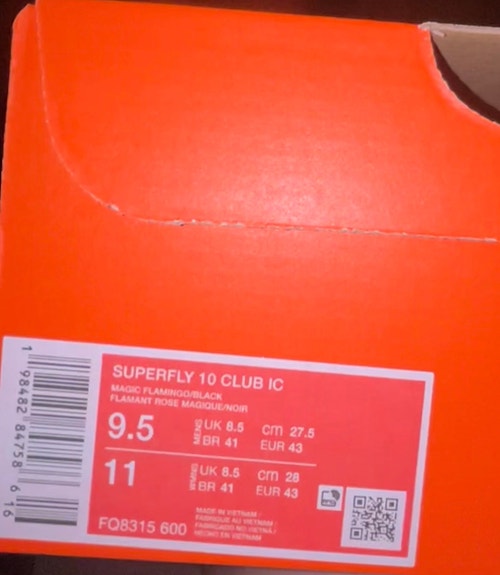 SUPERFLY 10 CLUB IC
MAGIC FLAMINGO/BLACK
FLAMANT ROSE MAGIQUE/NOIR
9.5 MENS UK 8.5 cm 27.5
BR 41 EUR 43
11 WMNS UK 8.5 cm 28
BR 41 EUR 43
FQ8315 600
MADE IN VIETNAM
FABRIQUE AU VIETNAM
FABRICADO NO VIETNÃ
HECHO EN VIETNAM
1 98482 84758 6 16